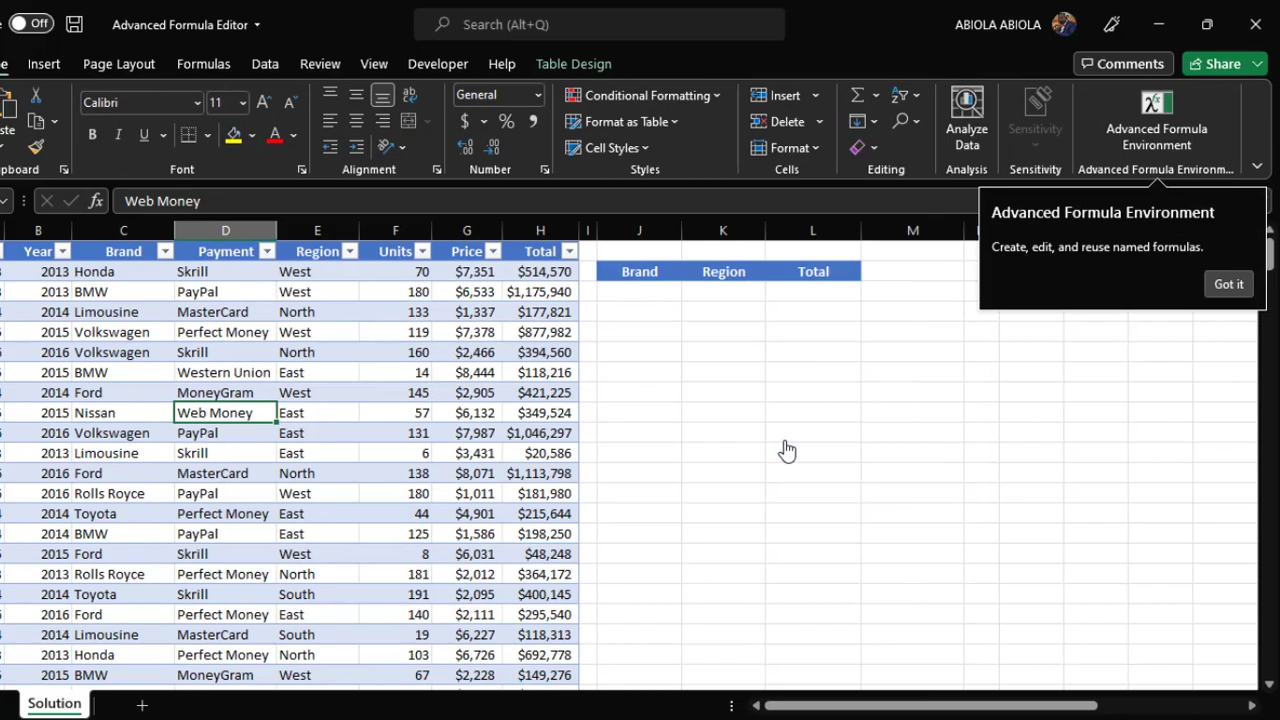 Off Advanced Formula Editor Search (Alt+Q) ABIOLA ABIOLA
Insert Page Layout Formulas Data Review View Developer Help Table Design Comments Share
Calibri 11 General Conditional Formatting Insert
$ % Format as Table Delete Analyze Data Sensitivity Advanced Formula Environment
B I U Cell Styles Format
Font Alignment Number Styles Cells Editing Analysis Sensitivity Advanced Formula Environm...
fx Web Money
Advanced Formula Environment
Create, edit, and reuse named formulas.
Got it
B C D E F G H I J K L M
Year Brand Payment Region Units Price Total
Brand Region Total
2013 Honda Skrill West 70 $7,351 $514,570
2013 BMW PayPal West 180 $6,533 $1,175,940
2014 Limousine MasterCard North 133 $1,337 $177,821
2015 Volkswagen Perfect Money West 119 $7,378 $877,982
2016 Volkswagen Skrill North 160 $2,466 $394,560
2015 BMW Western Union East 14 $8,444 $118,216
2014 Ford MoneyGram West 145 $2,905 $421,225
2015 Nissan Web Money East 57 $6,132 $349,524
2016 Volkswagen PayPal East 131 $7,987 $1,046,297
2013 Limousine Skrill East 6 $3,431 $20,586
2016 Ford MasterCard North 138 $8,071 $1,113,798
2016 Rolls Royce PayPal West 180 $1,011 $181,980
2014 Toyota Perfect Money East 44 $4,901 $215,644
2014 BMW PayPal East 125 $1,586 $198,250
2015 Ford Skrill West 8 $6,031 $48,248
2013 Rolls Royce Perfect Money North 181 $2,012 $364,172
2014 Toyota Skrill South 191 $2,095 $400,145
2016 Ford Perfect Money East 140 $2,111 $295,540
2014 Limousine MasterCard South 19 $6,227 $118,313
2013 Honda Perfect Money North 103 $6,726 $692,778
2015 BMW MoneyGram West 67 $2,228 $149,276
Solution